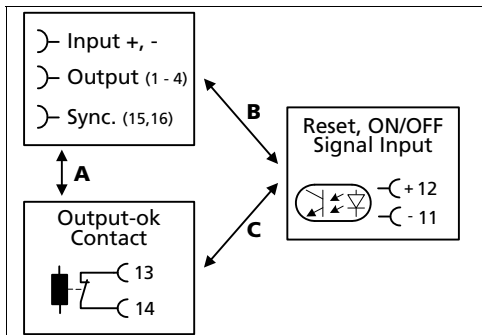 Input +, -
Output (1 - 4)
Sync. (15,16)
B
Reset, ON/OFF
Signal Input
+ 12
- 11
A
Output-ok
Contact
C
13
14